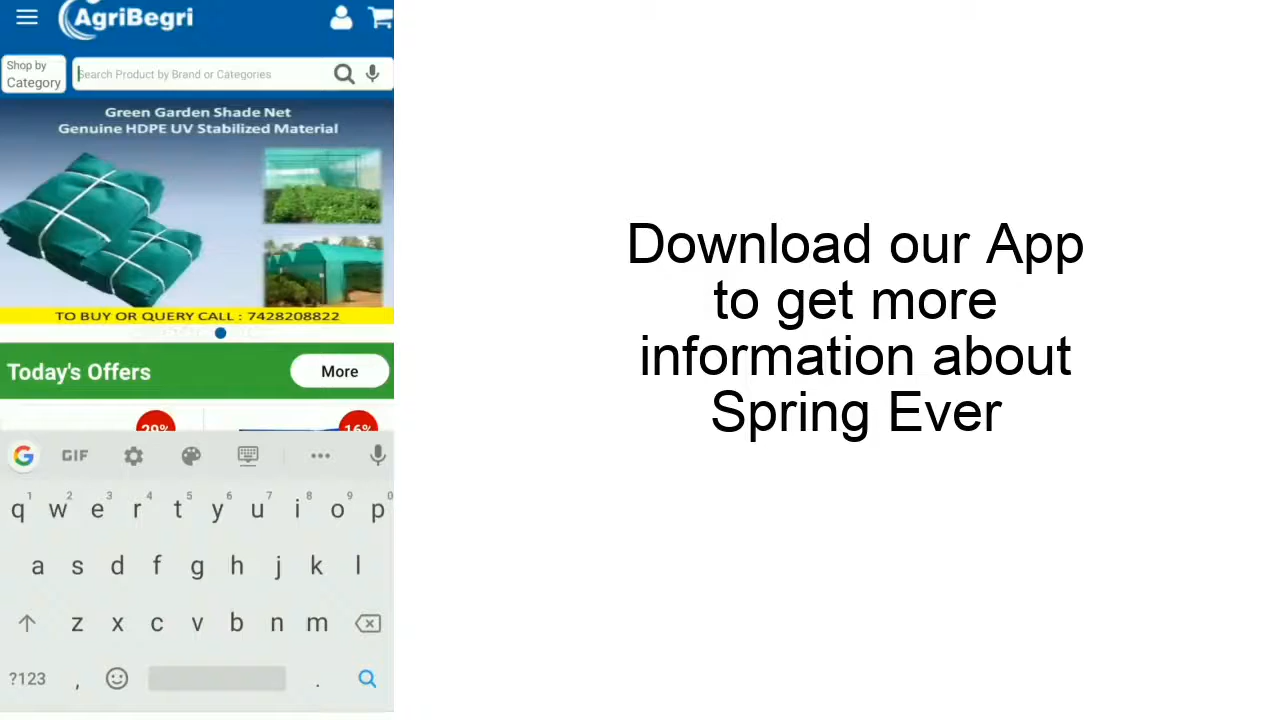 AgriBegri
Shop by
Category
Search Product by Brand or Categories
Green Garden Shade Net
Genuine HDPE UV Stabilized Material
TO BUY OR QUERY CALL : 7428208822
Today's Offers
More
29%
16%
G GIF
1 2 3 4 5 6 7 8 9 0
q w e r t y u i o p
a s d f g h j k l
z x c v b n m
?123 , .
Download our App
to get more
information about
Spring Ever